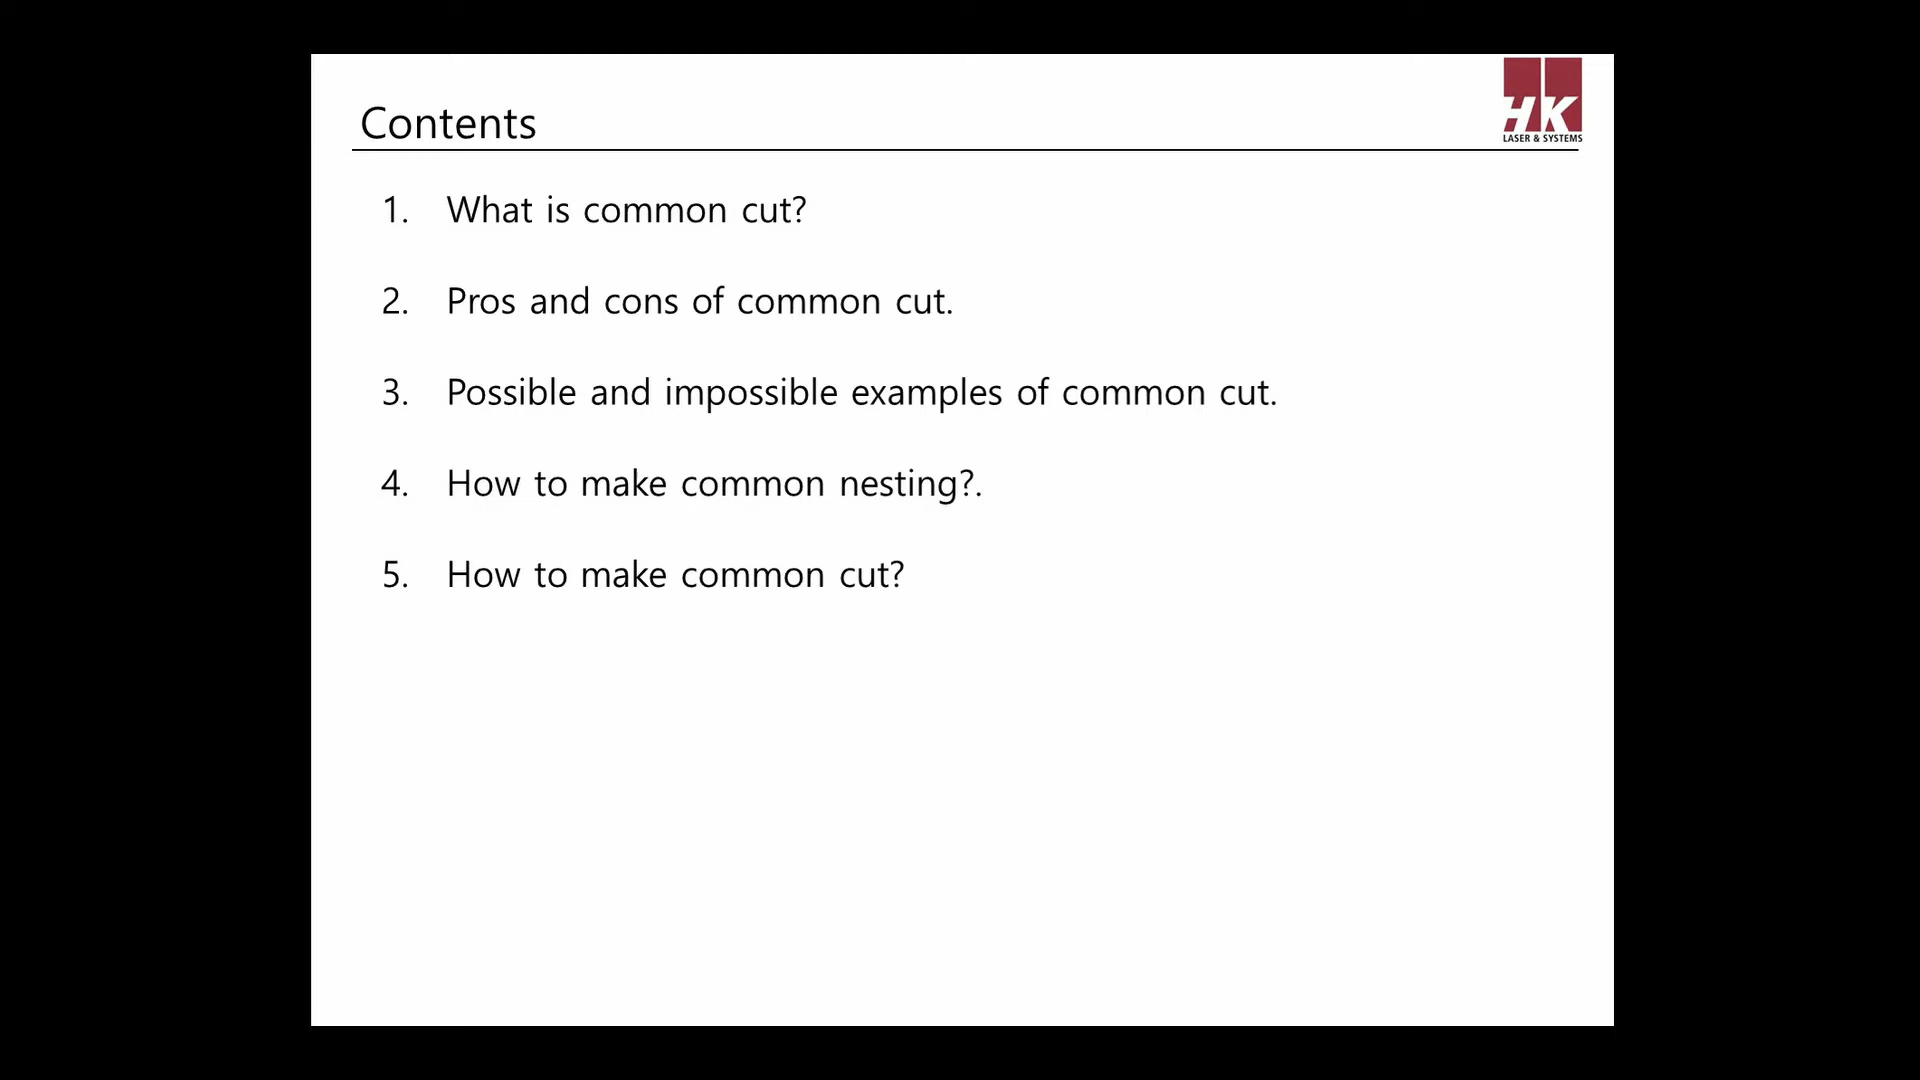 Contents
HK
LASER & SYSTEMS
1. What is common cut?
2. Pros and cons of common cut.
3. Possible and impossible examples of common cut.
4. How to make common nesting?.
5. How to make common cut?